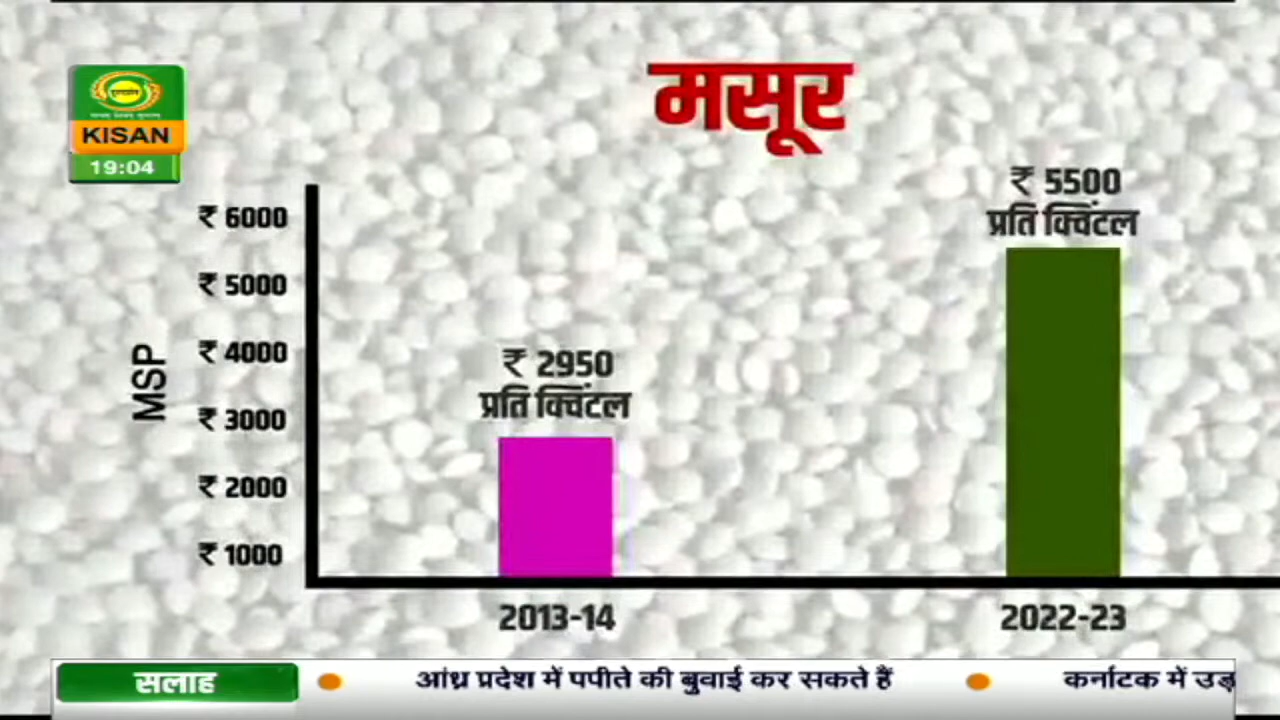 मसूर
KISAN
19:04
₹ 5500
प्रति क्विंटल
₹ 6000
₹ 5000
₹ 4000
₹ 3000
₹ 2000
₹ 1000
MSP
₹ 2950
प्रति क्विंटल
2013-14
2022-23
सलाह
आंध्र प्रदेश में पपीते की बुवाई कर सकते हैं
कर्नाटक में उड़